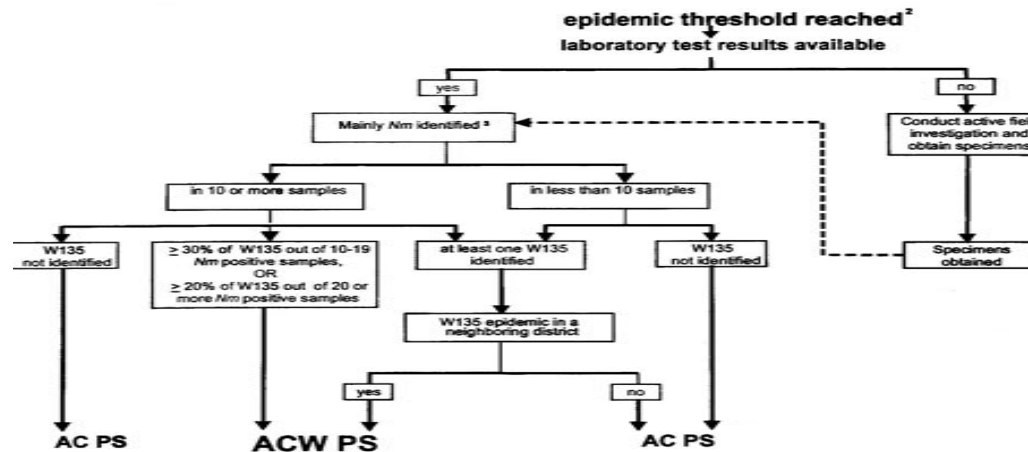 epidemic threshold reached²
laboratory test results available
yes
no
Mainly Nm identified ³
Conduct active fiel
investigation and
obtain specimens
in 10 or more samples
in less than 10 samples
W135
not identified
≥ 30% of W135 out of 10-19
Nm positive samples,
OR
≥ 20% of W135 out of 20 or
more Nm positive samples
at least one W135
identified
W135
not identified
Specimens
obtained
W135 epidemic in a
neighboring district
yes
no
AC PS
ACW PS
AC PS